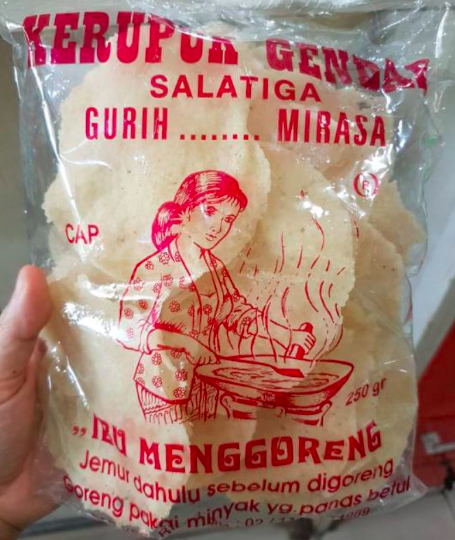 KERUPUK GENDAR
SALATIGA
GURIH ........ MIRASA
R
CAP
250 gr
„ IBU MENGGORENG
Jemur dahulu sebelum digoreng
Goreng pakai minyak yg panas betul